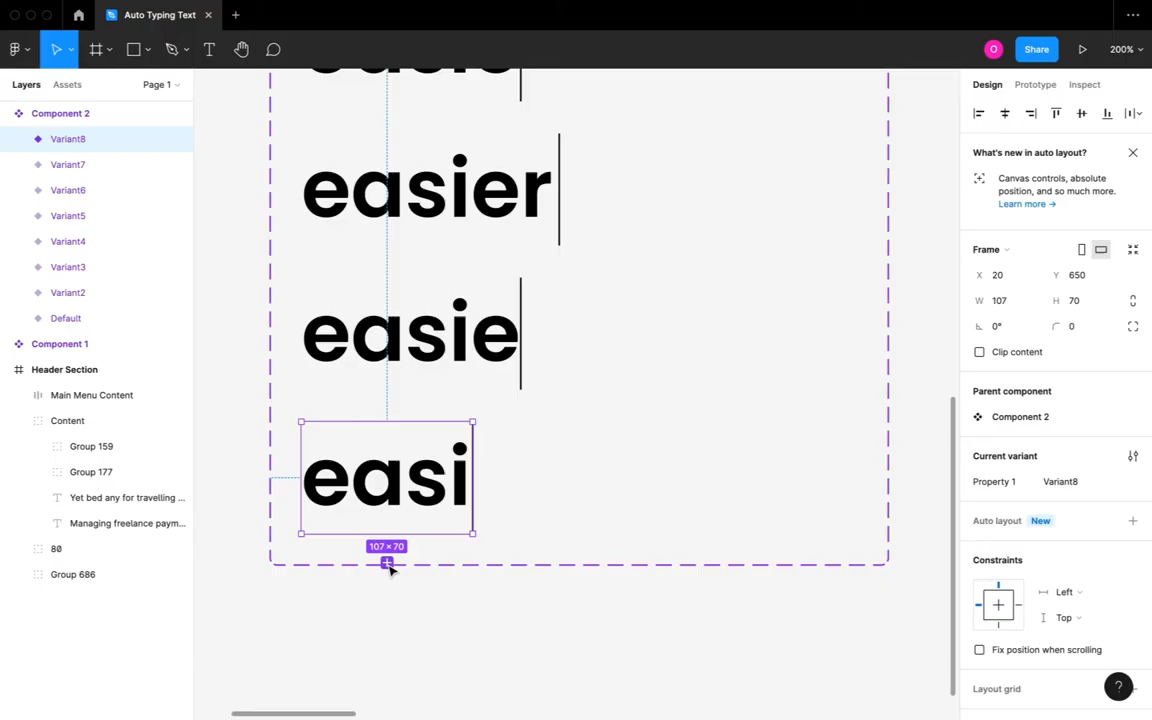 Auto Typing Text
Share
200%
Layers
Assets
Page 1
Component 2
Variant8
Variant7
Variant6
Variant5
Variant4
Variant3
Variant2
Default
Component 1
Header Section
Main Menu Content
Content
Group 159
Group 177
Yet bed any for travelling ...
Managing freelance paym...
80
Group 686
easie
easier
easie
easi
107 × 70
Design
Prototype
Inspect
What's new in auto layout?
Canvas controls, absolute
position, and so much more.
Learn more →
Frame
X 20
Y 650
W 107
H 70
0°
0
Clip content
Parent component
Component 2
Current variant
Property 1
Variant8
Auto layout New
Constraints
Left
Top
Fix position when scrolling
Layout grid
O
?